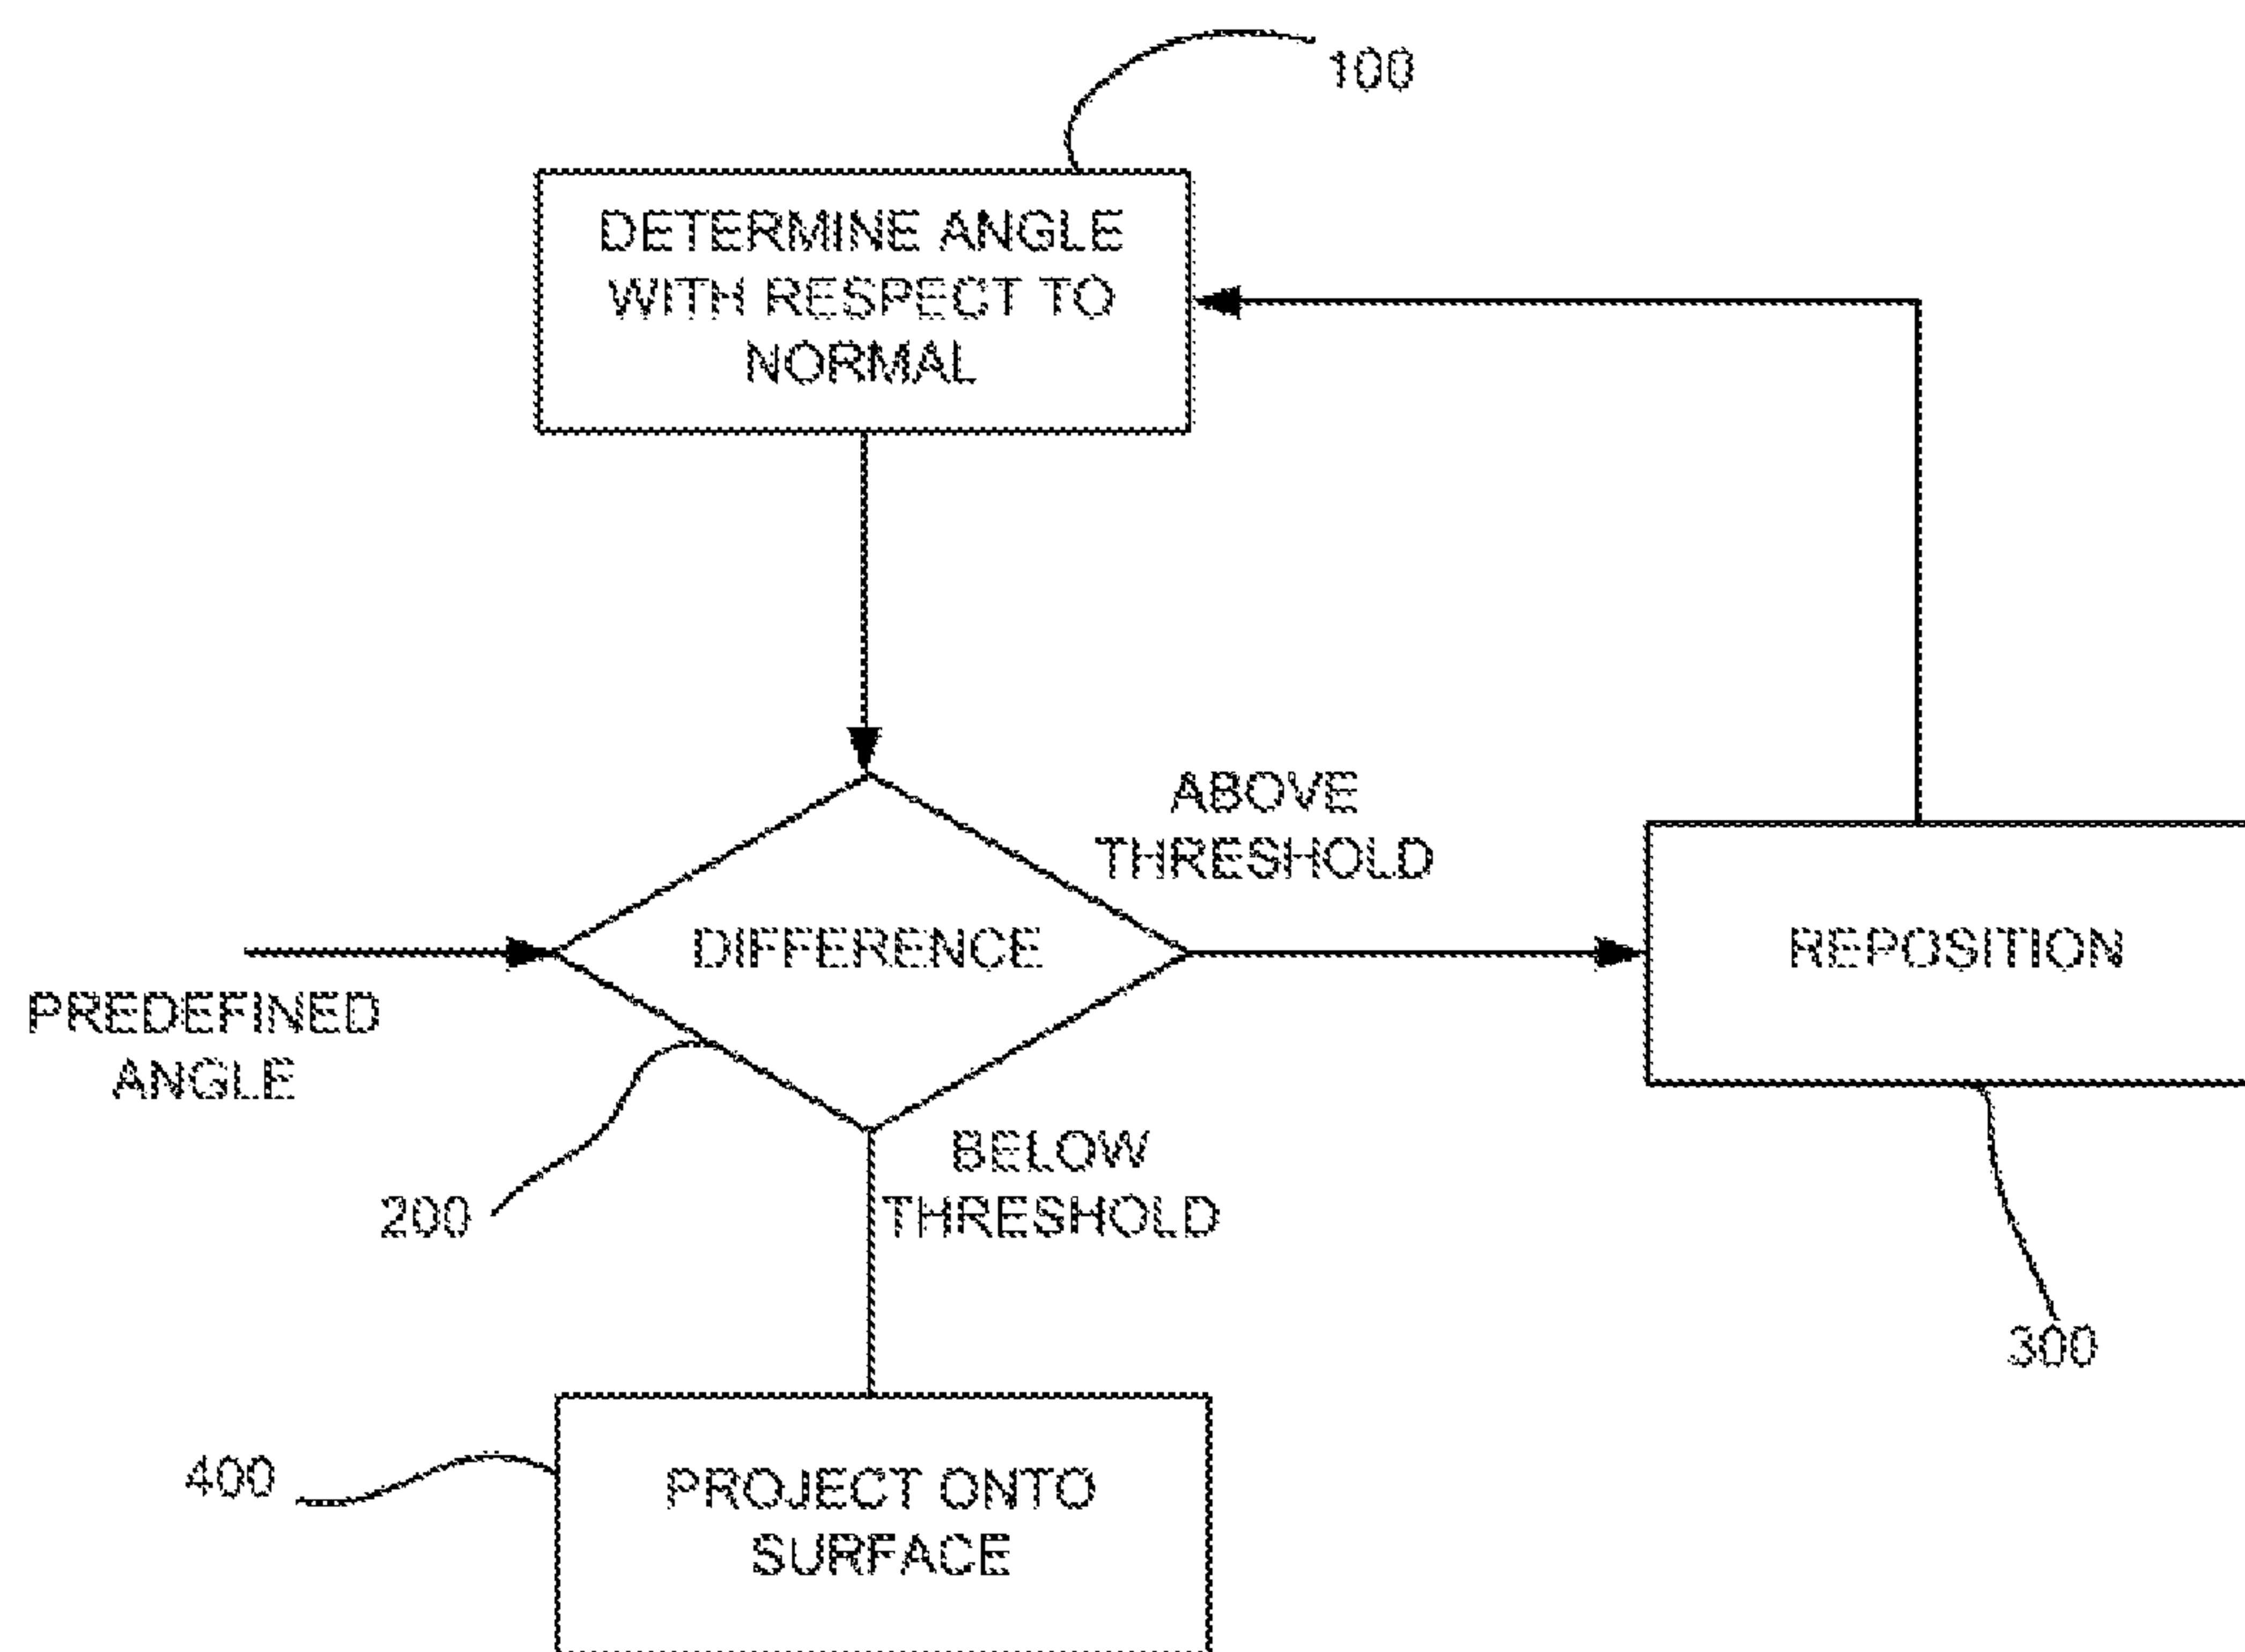 100
DETERMINE ANGLE
WITH RESPECT TO
NORMAL
ABOVE
THRESHOLD
DIFFERENCE
REPOSITION
PREDEFINED
ANGLE
BELOW
THRESHOLD
200
300
400
PROJECT ONTO
SURFACE